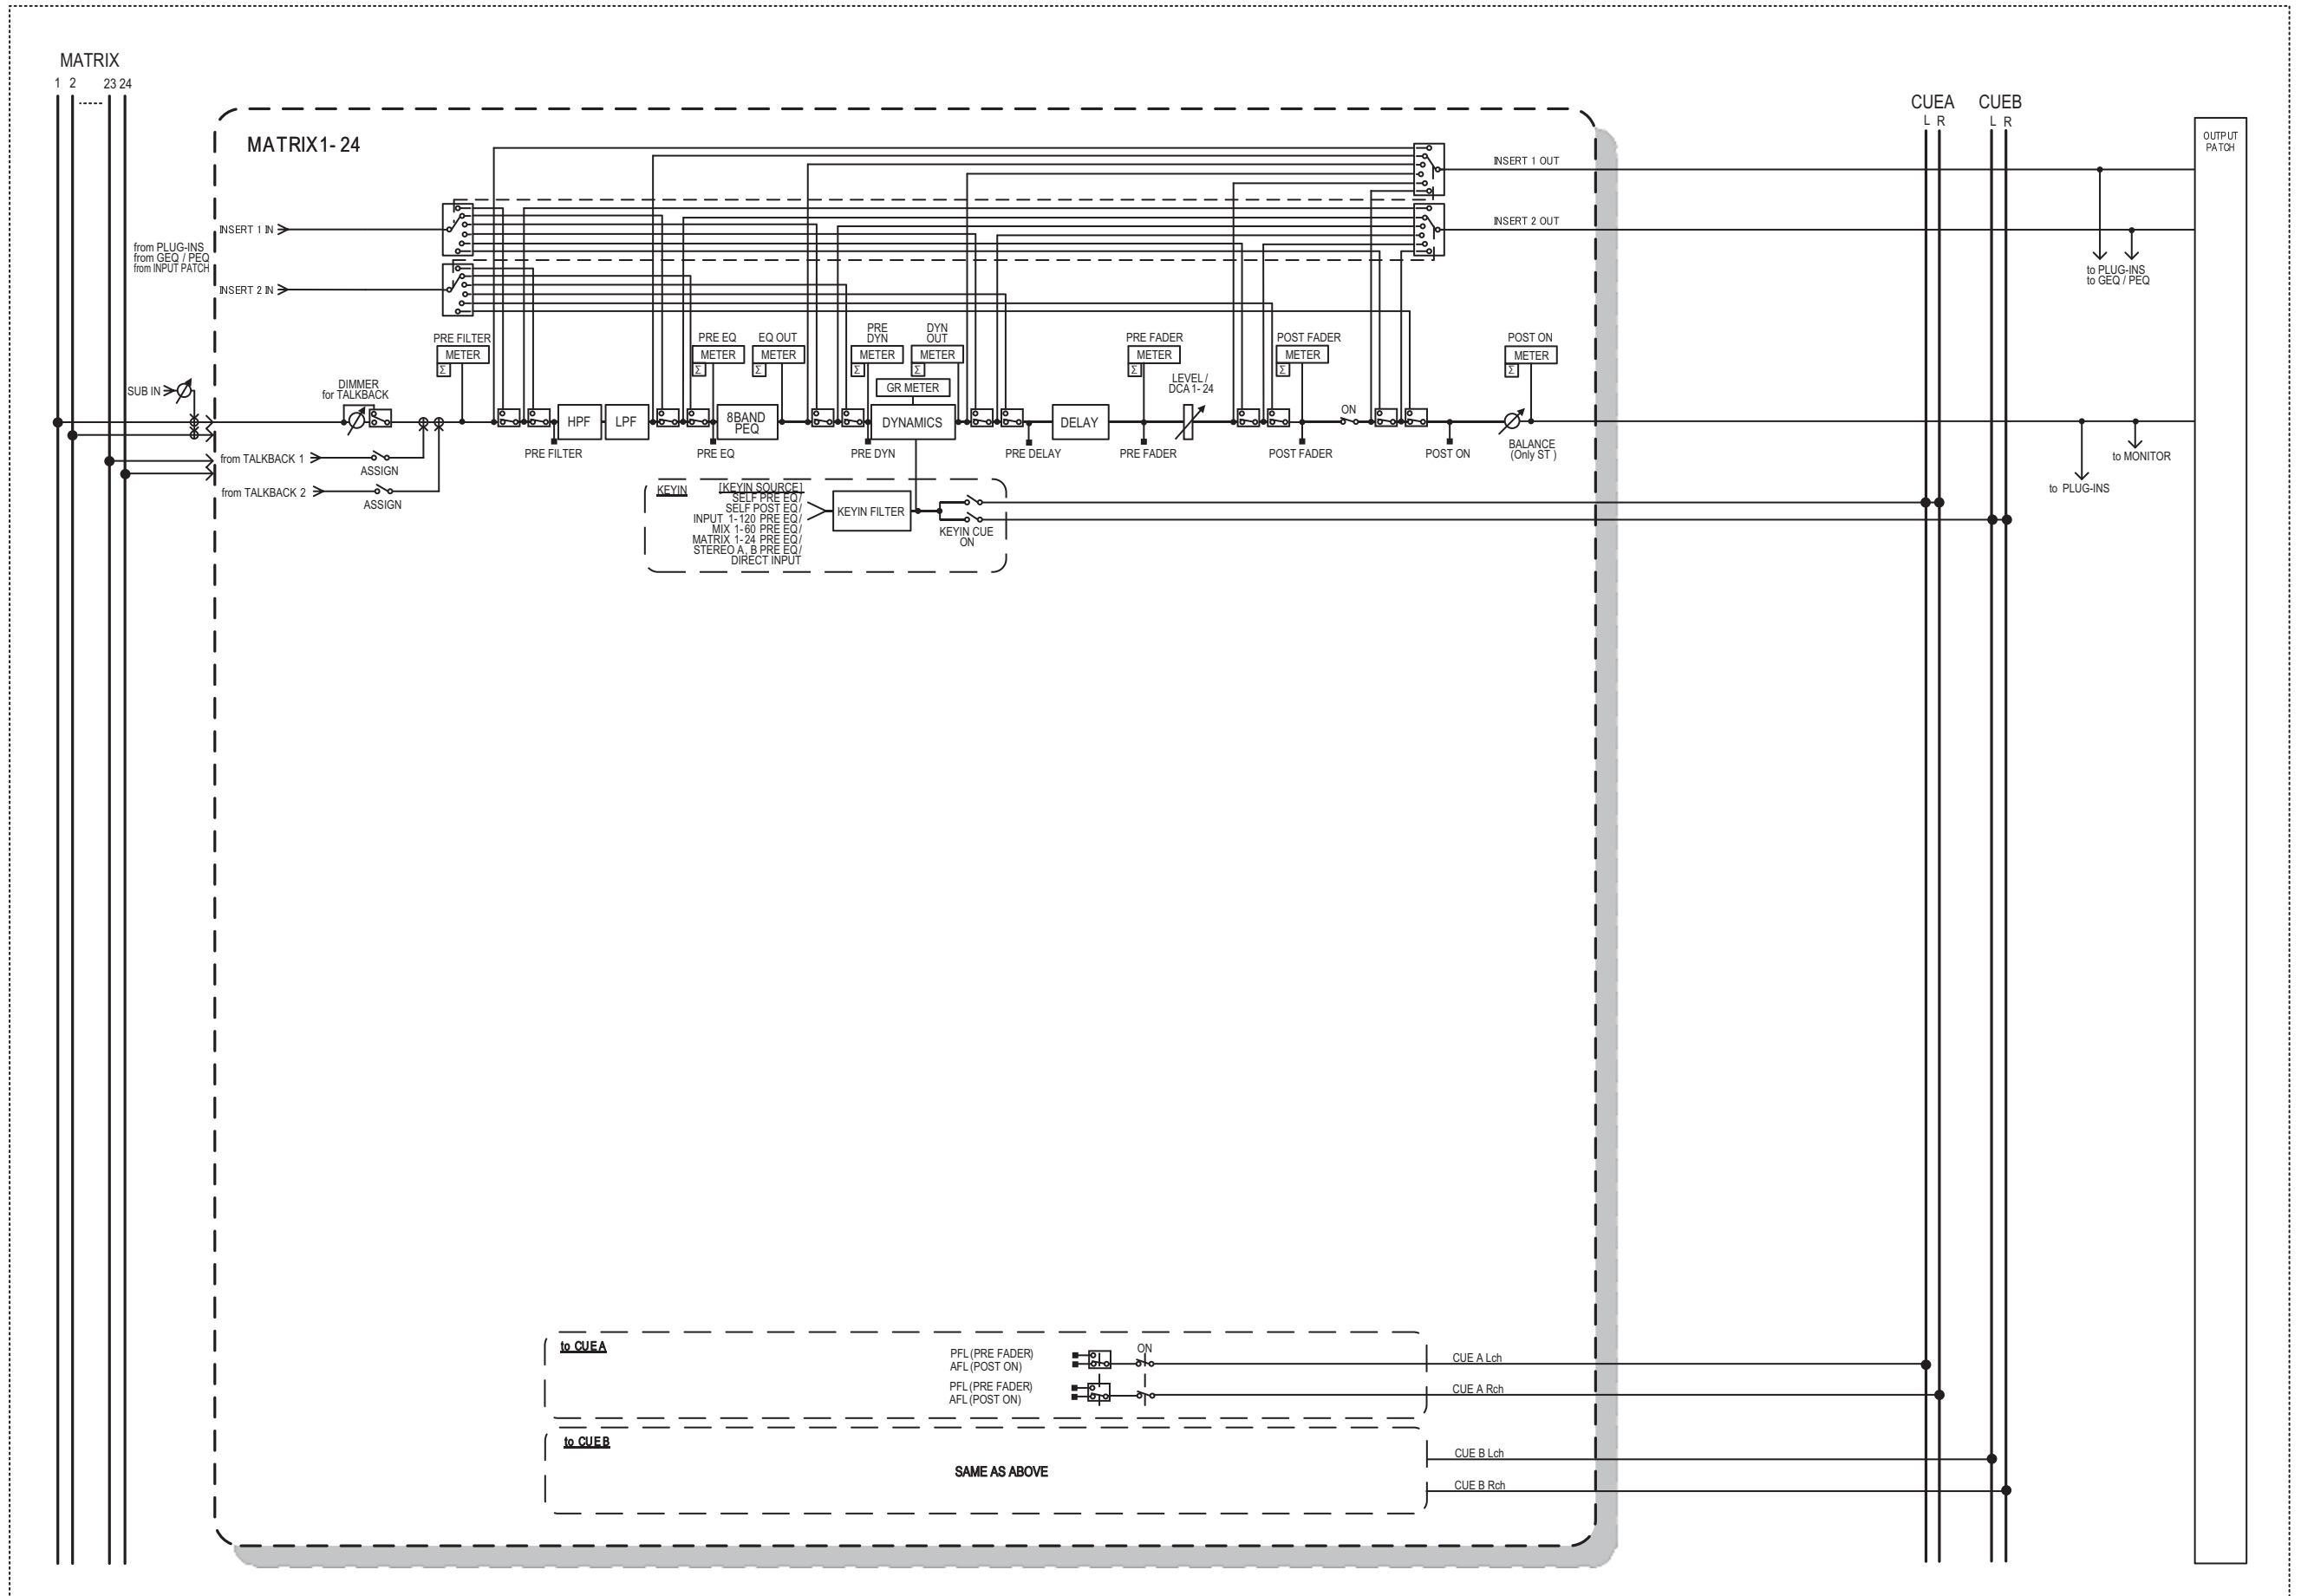 MATRIX
1 2 23 24
CUEA CUEB
L R L R
OUTPUT
PATCH
MATRIX1-24
INSERT 1 OUT
INSERT 2 OUT
INSERT 1 IN
from PLUG-INS
from GEQ / PEQ
from INPUT PATCH
INSERT 2 IN
to PLUG-INS
to GEQ / PEQ
PRE FILTER
METER
Σ
PRE EQ
METER
Σ
EQ OUT
METER
Σ
PRE
DYN
METER
Σ
DYN
OUT
METER
Σ
GR METER
PRE FADER
METER
Σ
LEVEL /
DCA 1-24
POST FADER
METER
Σ
POST ON
METER
Σ
SUB IN
DIMMER
for TALKBACK
HPF
LPF
8BAND
PEQ
DYNAMICS
DELAY
ON
PRE FILTER
PRE EQ
PRE DYN
PRE DELAY
PRE FADER
POST FADER
POST ON
BALANCE
(Only ST )
to MONITOR
to PLUG-INS
from TALKBACK 1
ASSIGN
from TALKBACK 2
ASSIGN
KEYIN
[KEYIN SOURCE]
SELF PRE EQ/
SELF POST EQ/
INPUT 1-120 PRE EQ/
MIX 1-60 PRE EQ/
MATRIX 1-24 PRE EQ/
STEREO A, B PRE EQ/
DIRECT INPUT
KEYIN FILTER
KEYIN CUE
ON
to CUEA
PFL (PRE FADER)
AFL (POST ON)
ON
PFL (PRE FADER)
AFL (POST ON)
CUE A Lch
CUE A Rch
to CUEB
SAME AS ABOVE
CUE B Lch
CUE B Rch